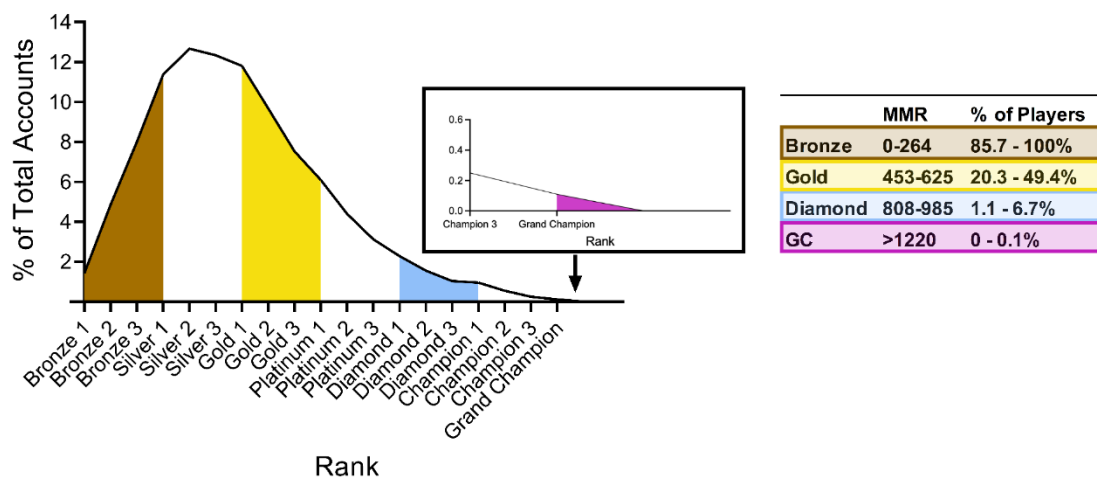 14
12
10
8
6
4
2
% of Total Accounts
Bronze 1
Bronze 2
Bronze 3
Silver 1
Silver 2
Silver 3
Gold 1
Gold 2
Gold 3
Platinum 1
Platinum 2
Platinum 3
Diamond 1
Diamond 2
Diamond 3
Champion 1
Champion 2
Champion 3
Grand Champion
Rank
0.6
0.4
0.2
0.0
Champion 3 Grand Champion
Rank
MMR % of Players
Bronze 0-264 85.7 - 100%
Gold 453-625 20.3 - 49.4%
Diamond 808-985 1.1 - 6.7%
GC >1220 0 - 0.1%